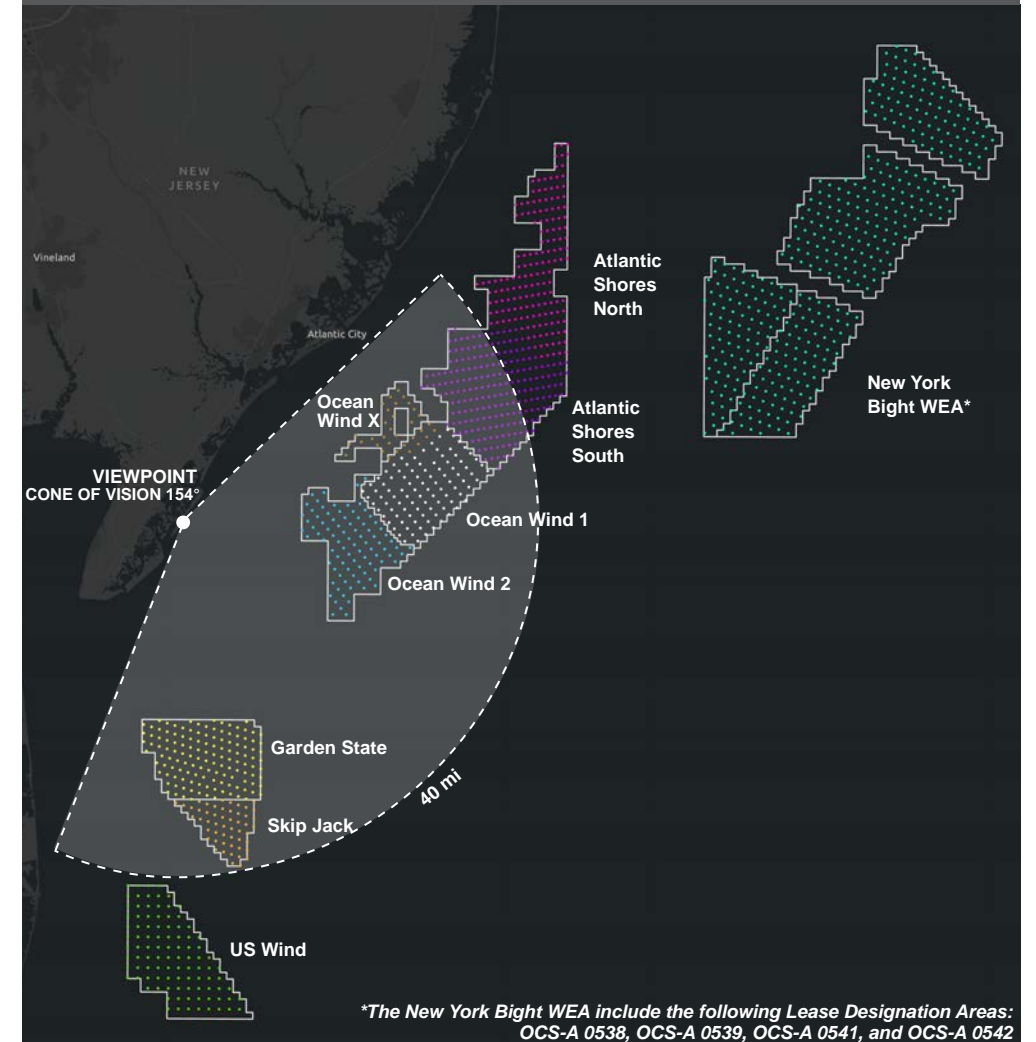 NEW
JERSEY
Vineland
Atlantic
Shores
North
Atlantic City
New York
Bight WEA*
Ocean
Wind X
Atlantic
Shores
South
VIEWPOINT
CONE OF VISION 154°
Ocean Wind 1
Ocean Wind 2
Garden State
40 mi
Skip Jack
US Wind
*The New York Bight WEA include the following Lease Designation Areas:
OCS-A 0538, OCS-A 0539, OCS-A 0541, and OCS-A 0542